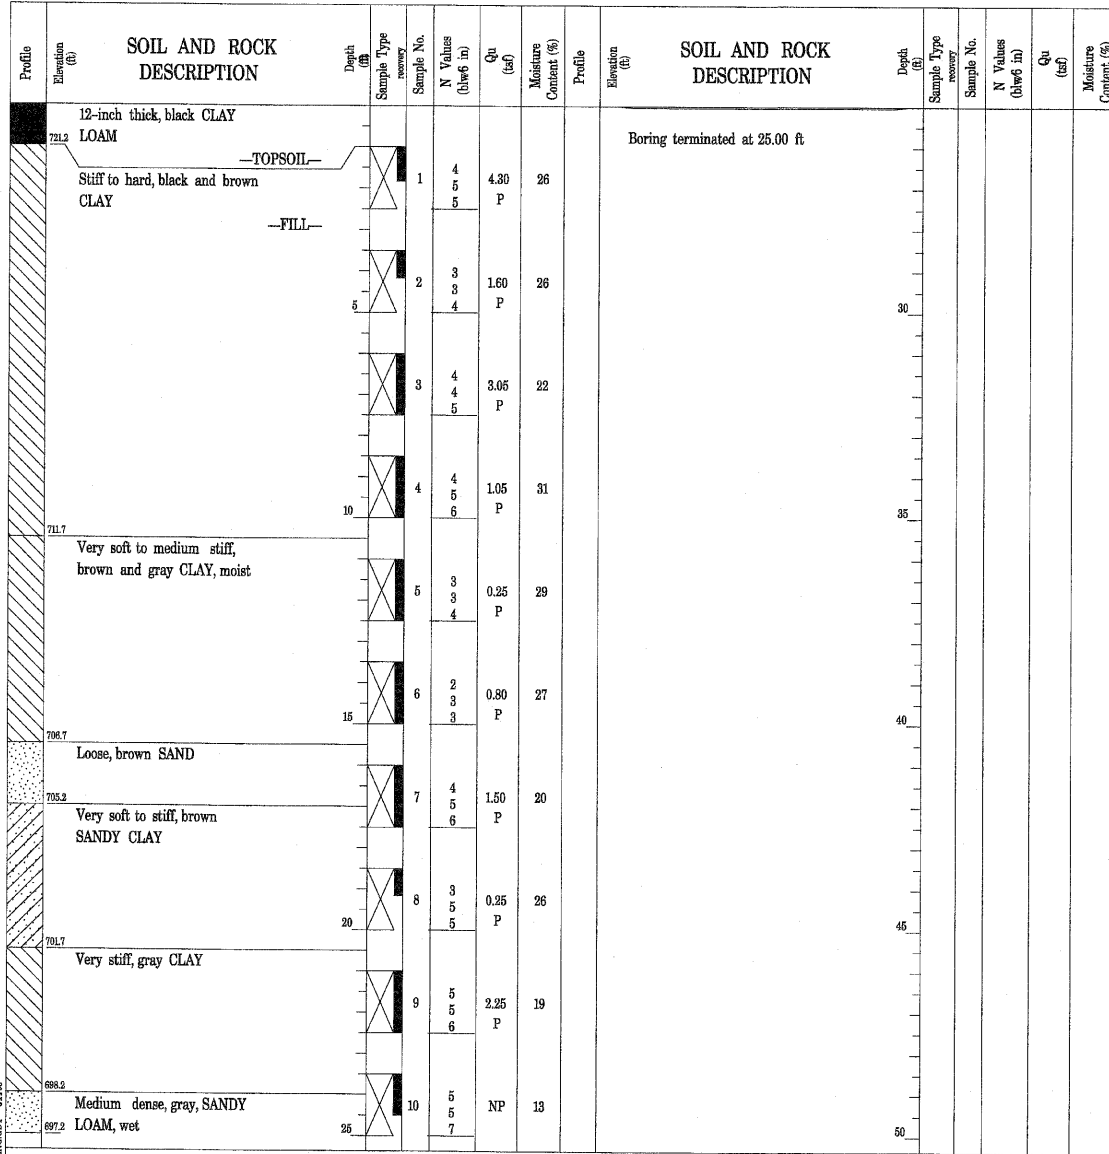 Profile
Elevation (ft)
SOIL AND ROCK
DESCRIPTION
Depth (ft)
Sample Type
recovery
Sample No.
N Values
(blw/6 in)
Qu
(tsf)
Moisture
Content (%)
Profile
Elevation (ft)
SOIL AND ROCK
DESCRIPTION
Depth (ft)
Sample Type
recovery
Sample No.
N Values
(blw/6 in)
Qu
(tsf)
Moisture
Content (%)
12-inch thick, black CLAY
721.2 LOAM
—TOPSOIL—
Boring terminated at 25.00 ft
Stiff to hard, black and brown
CLAY
—FILL—
1
4
5
5
4.30
P
26
2
3
3
4
1.60
P
26
5
30
3
4
4
5
3.05
P
22
4
4
5
6
1.05
P
31
10
35
711.7
Very soft to medium stiff,
brown and gray CLAY, moist
5
3
3
4
0.25
P
29
6
2
3
3
0.80
P
27
15
40
706.7
Loose, brown SAND
7
4
5
6
1.50
P
20
705.2
Very soft to stiff, brown
SANDY CLAY
8
3
5
5
0.25
P
26
20
45
701.7
Very stiff, gray CLAY
9
5
5
6
2.25
P
19
698.2
Medium dense, gray, SANDY
LOAM, wet
10
5
5
7
NP
13
697.2
25
50